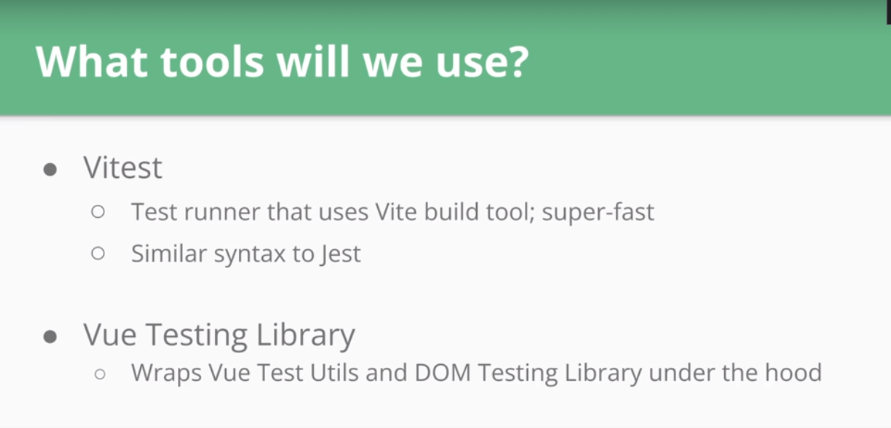 What tools will we use?
● Vitest
○ Test runner that uses Vite build tool; super-fast
○ Similar syntax to Jest
● Vue Testing Library
○ Wraps Vue Test Utils and DOM Testing Library under the hood